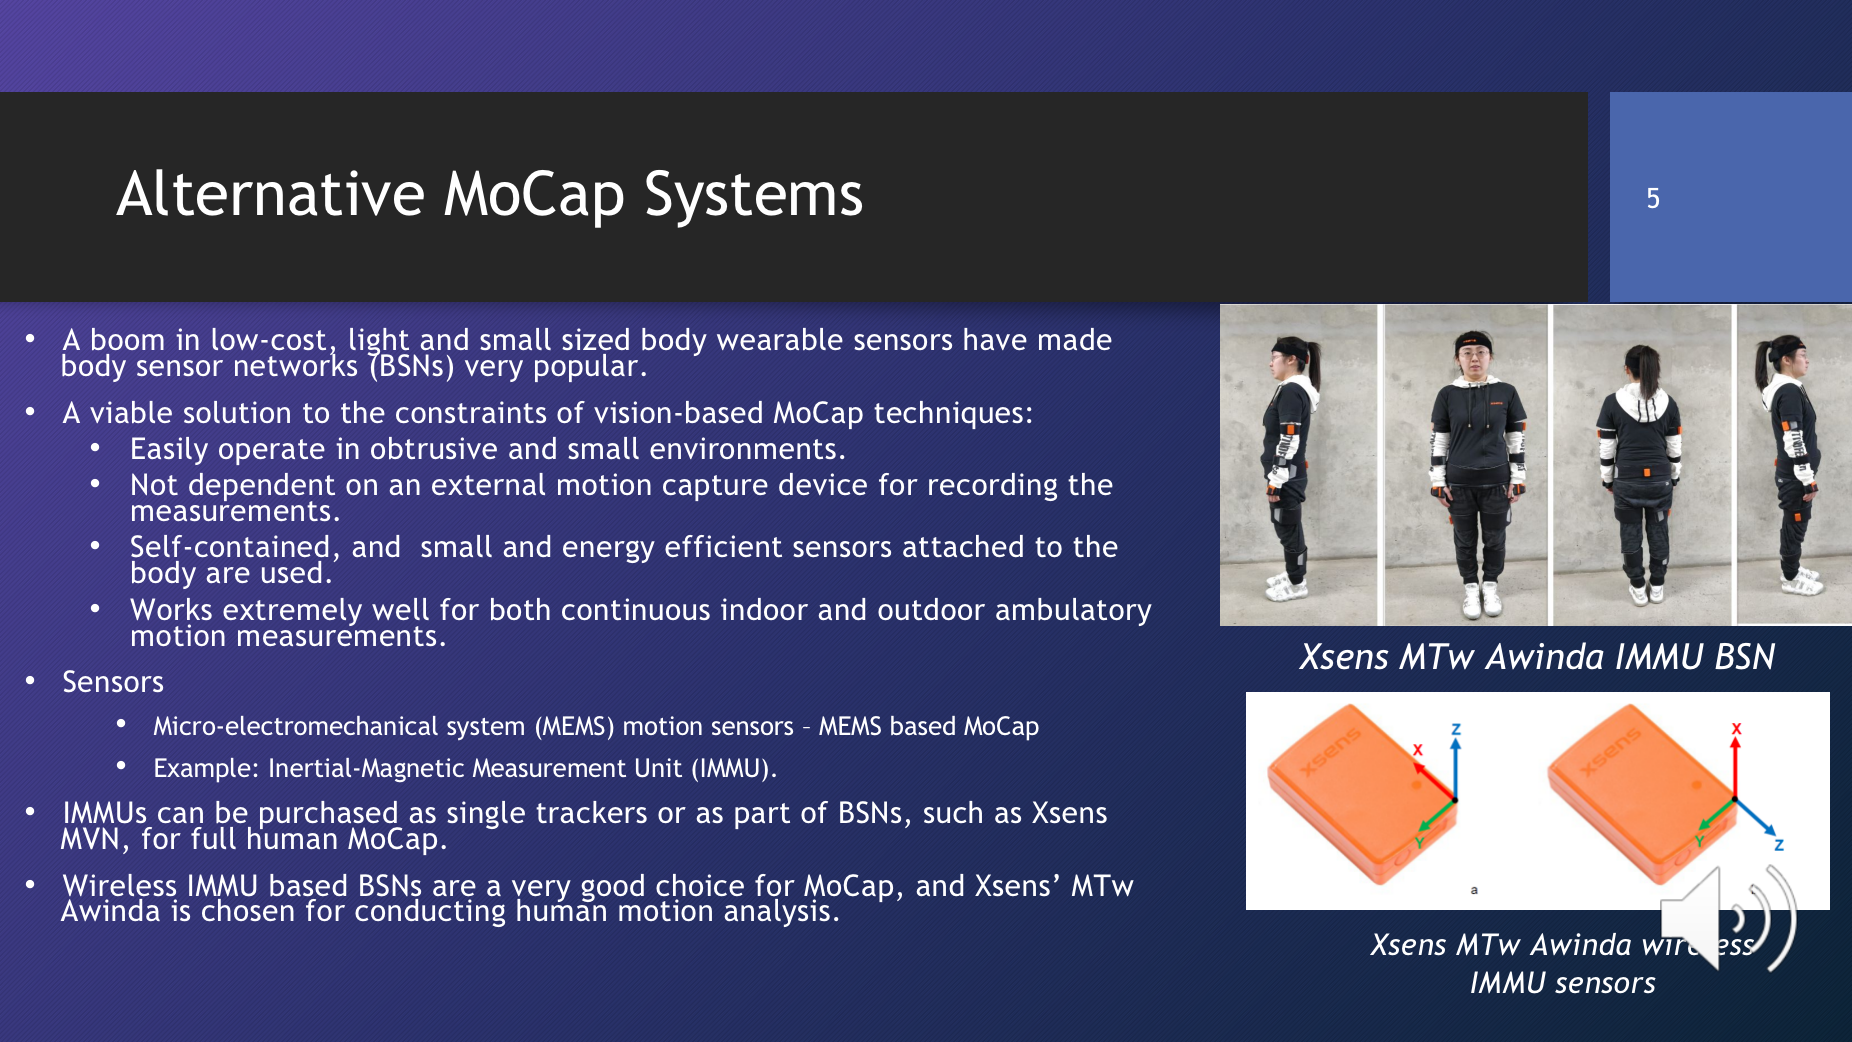 Alternative MoCap Systems
5
• A boom in low-cost, light and small sized body wearable sensors have made
body sensor networks (BSNs) very popular.
• A viable solution to the constraints of vision-based MoCap techniques:
• Easily operate in obtrusive and small environments.
• Not dependent on an external motion capture device for recording the
measurements.
• Self-contained, and  small and energy efficient sensors attached to the
body are used.
• Works extremely well for both continuous indoor and outdoor ambulatory
motion measurements.
• Sensors
• Micro-electromechanical system (MEMS) motion sensors – MEMS based MoCap
• Example: Inertial-Magnetic Measurement Unit (IMMU).
• IMMUs can be purchased as single trackers or as part of BSNs, such as Xsens
MVN, for full human MoCap.
• Wireless IMMU based BSNs are a very good choice for MoCap, and Xsens’ MTw
Awinda is chosen for conducting human motion analysis.
Xsens MTw Awinda IMMU BSN
xsens
X
Z
Y
a
xsens
X
Y
Z
Xsens MTw Awinda wireless
IMMU sensors